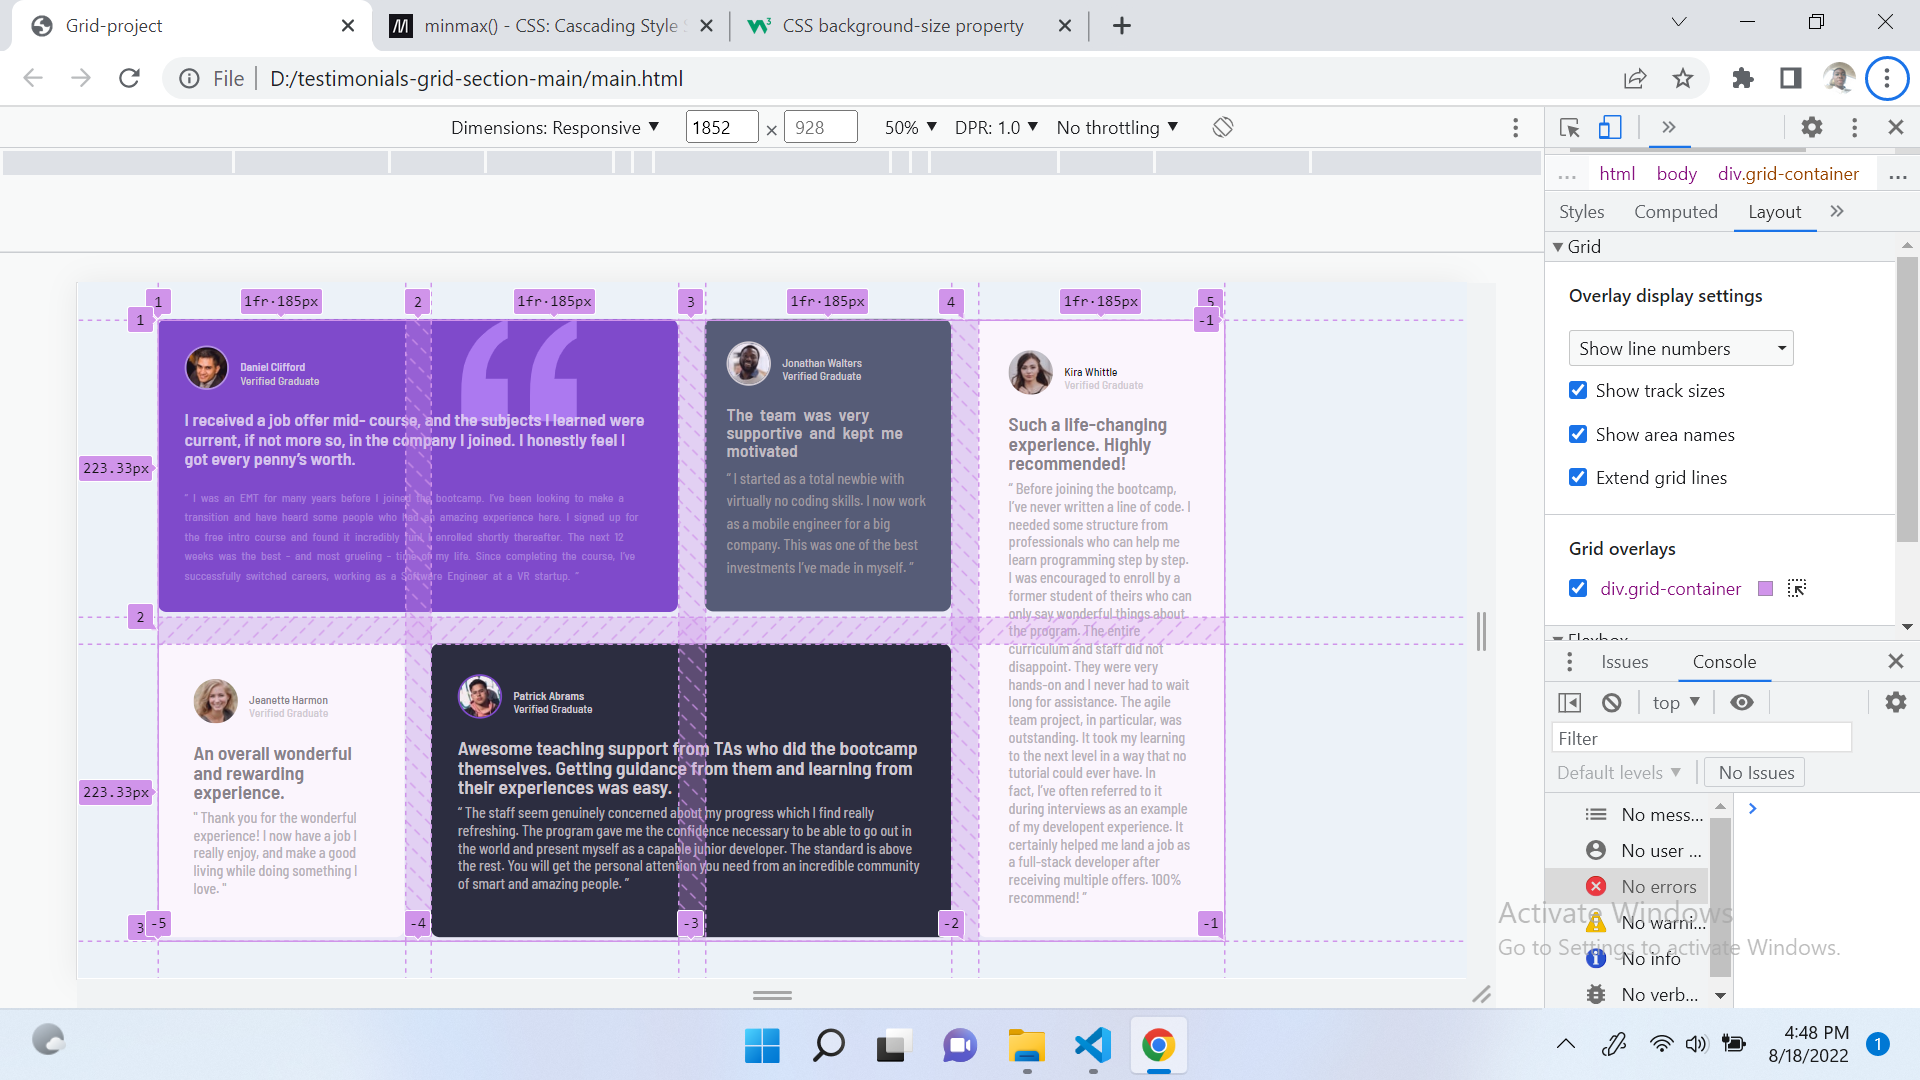 Grid-project
minmax() - CSS: Cascading Style S
CSS background-size property
File
D:/testimonials-grid-section-main/main.html
Dimensions: Responsive
1852 × 928
50%
DPR: 1.0
No throttling
... html body div.grid-container ...
Styles Computed Layout
Grid
Overlay display settings
Show line numbers
Show track sizes
Show area names
Extend grid lines
Grid overlays
div.grid-container
Flexbox
1 1fr·185px 2 1fr·185px 3 1fr·185px 4 1fr·185px 5
1
-1
223.33px
2
223.33px
3 -5 -4 -3 -2 -1
Daniel Clifford
Verified Graduate
I received a job offer mid- course, and the subjects I learned were
current, if not more so, in the company I joined. I honestly feel I
got every penny's worth.
" I was an EMT for many years before I joined the bootcamp. I've been looking to make a
transition and have heard some people who had an amazing experience here. I signed up for
the free intro course and found it incredibly fun! I enrolled shortly thereafter. The next 12
weeks was the best - and most grueling - time of my life. Since completing the course, I've
successfully switched careers, working as a Software Engineer at a VR startup. "
Jonathan Walters
Verified Graduate
The team was very
supportive and kept me
motivated
" I started as a total newbie with
virtually no coding skills. I now work
as a mobile engineer for a big
company. This was one of the best
investments I've made in myself. "
Kira Whittle
Verified Graduate
Such a life-changing
experience. Highly
recommended!
" Before joining the bootcamp,
I've never written a line of code. I
needed some structure from
professionals who can help me
learn programming step by step.
I was encouraged to enroll by a
former student of theirs who can
only say wonderful things about
the program. The entire
curriculum and staff did not
disappoint. They were very
hands-on and I never had to wait
long for assistance. The agile
team project, in particular, was
outstanding. It took my learning
to the next level in a way that no
tutorial could ever have. In
fact, I've often referred to it
during interviews as an example
of my developent experience. It
certainly helped me land a job as
a full-stack developer after
receiving multiple offers. 100%
recommend! "
Jeanette Harmon
Verified Graduate
An overall wonderful
and rewarding
experience.
" Thank you for the wonderful
experience! I now have a job I
really enjoy, and make a good
living while doing something I
love. "
Patrick Abrams
Verified Graduate
Awesome teaching support from TAs who did the bootcamp
themselves. Getting guidance from them and learning from
their experiences was easy.
" The staff seem genuinely concerned about my progress which I find really
refreshing. The program gave me the confidence necessary to be able to go out in
the world and present myself as a capable junior developer. The standard is above
the rest. You will get the personal attention you need from an incredible community
of smart and amazing people. "
Issues Console
top
Filter
Default levels
No Issues
No mess...
No user ...
No errors
No warni...
No info
No verb...
Activate Windows
Go to Settings to activate Windows.
4:48 PM
8/18/2022
1